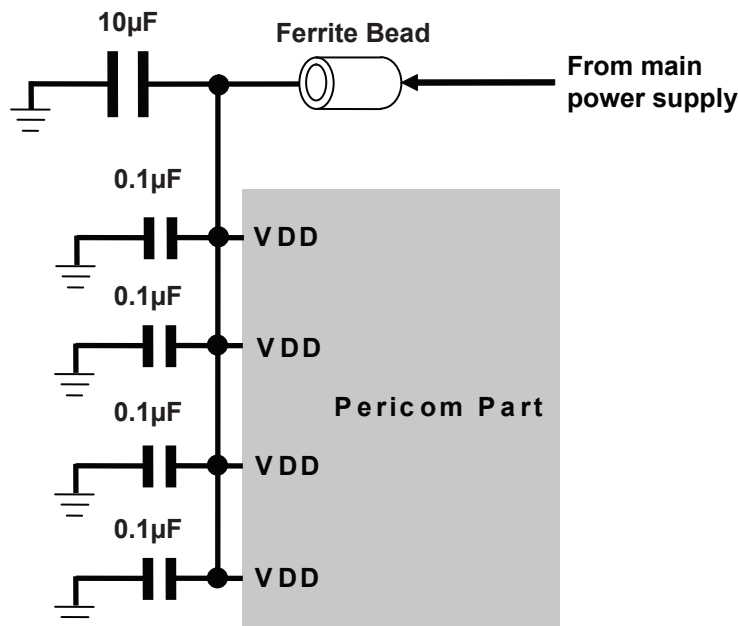 10µF
Ferrite Bead
From main
power supply
0.1µF
VDD
0.1µF
VDD
Pericom Part
0.1µF
VDD
0.1µF
VDD